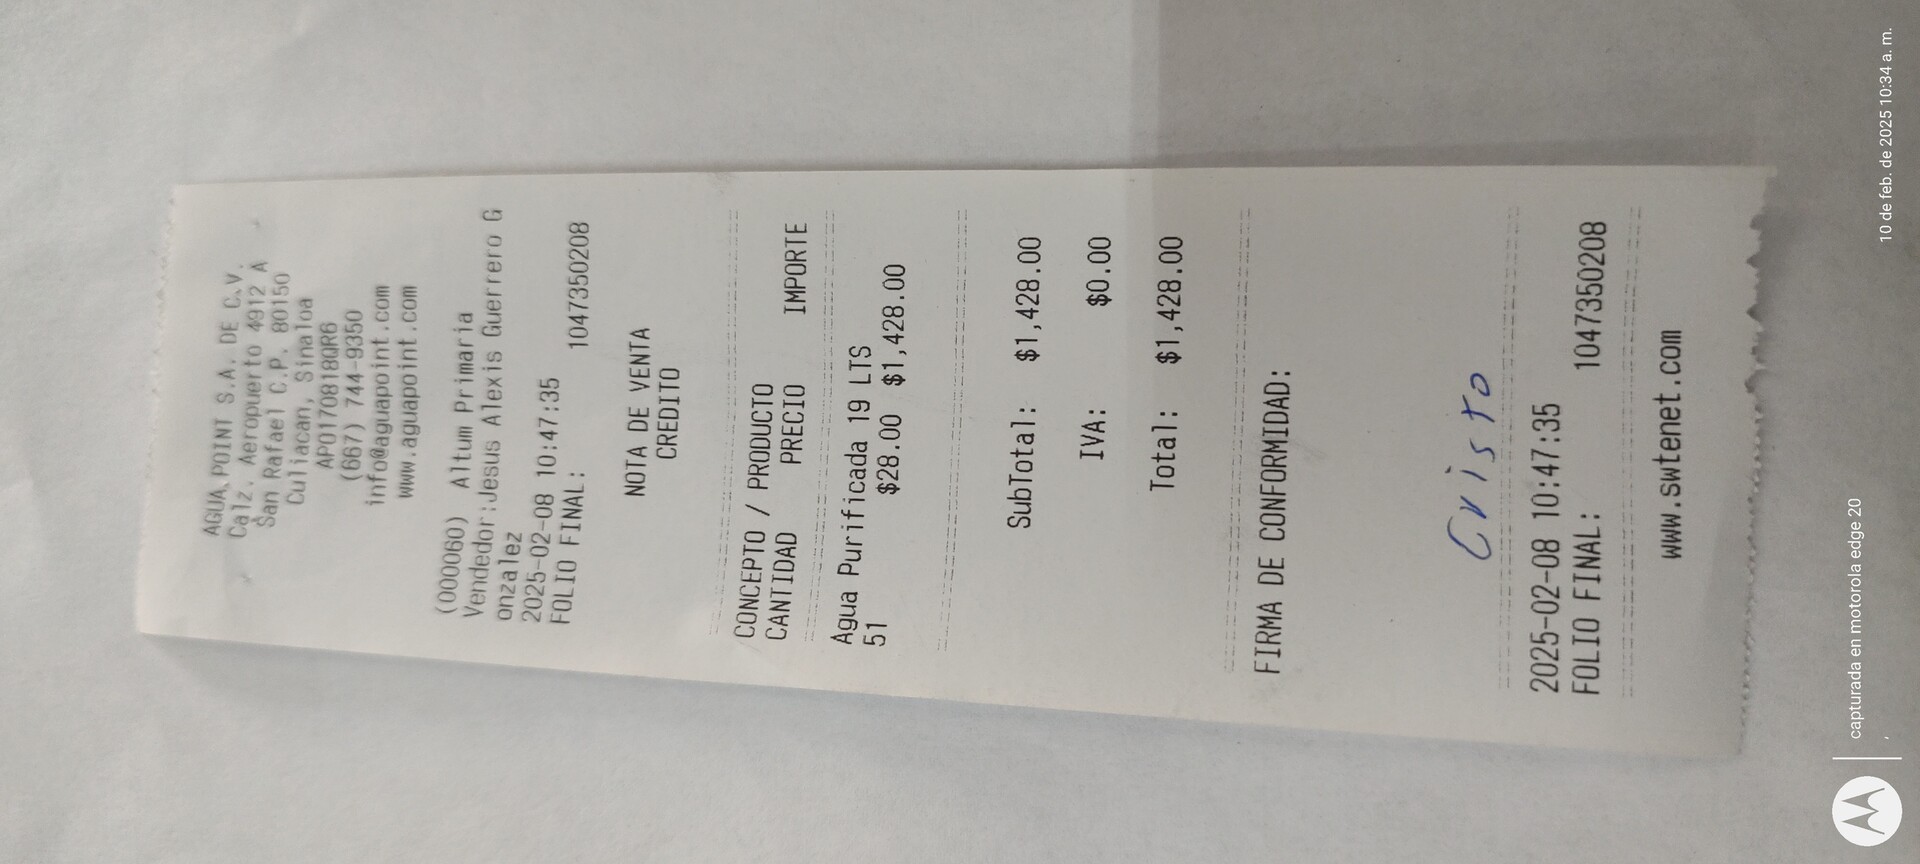 AGUA POINT S.A. DE C.V.
Calz. Aeropuerto 4912 A
San Rafael C.P. 80150
Culiacan, Sinaloa
APO170818QR6
(667) 744-9350
info@aguapoint.com
www.aguapoint.com
(000060) Altum Primaria
Vendedor:Jesus Alexis Guerrero G
onzalez
2025-02-08 10:47:35
FOLIO FINAL: 1047350208
NOTA DE VENTA
CREDITO
CONCEPTO / PRODUCTO
CANTIDAD PRECIO IMPORTE
Agua Purificada 19 LTS
51 $28.00 $1,428.00
SubTotal: $1,428.00
IVA: $0.00
Total: $1,428.00
FIRMA DE CONFORMIDAD:
Cristo
2025-02-08 10:47:35
FOLIO FINAL: 1047350208
www.swtenet.com
capturada en motorola edge 20
10 de feb. de 2025 10:34 a. m.